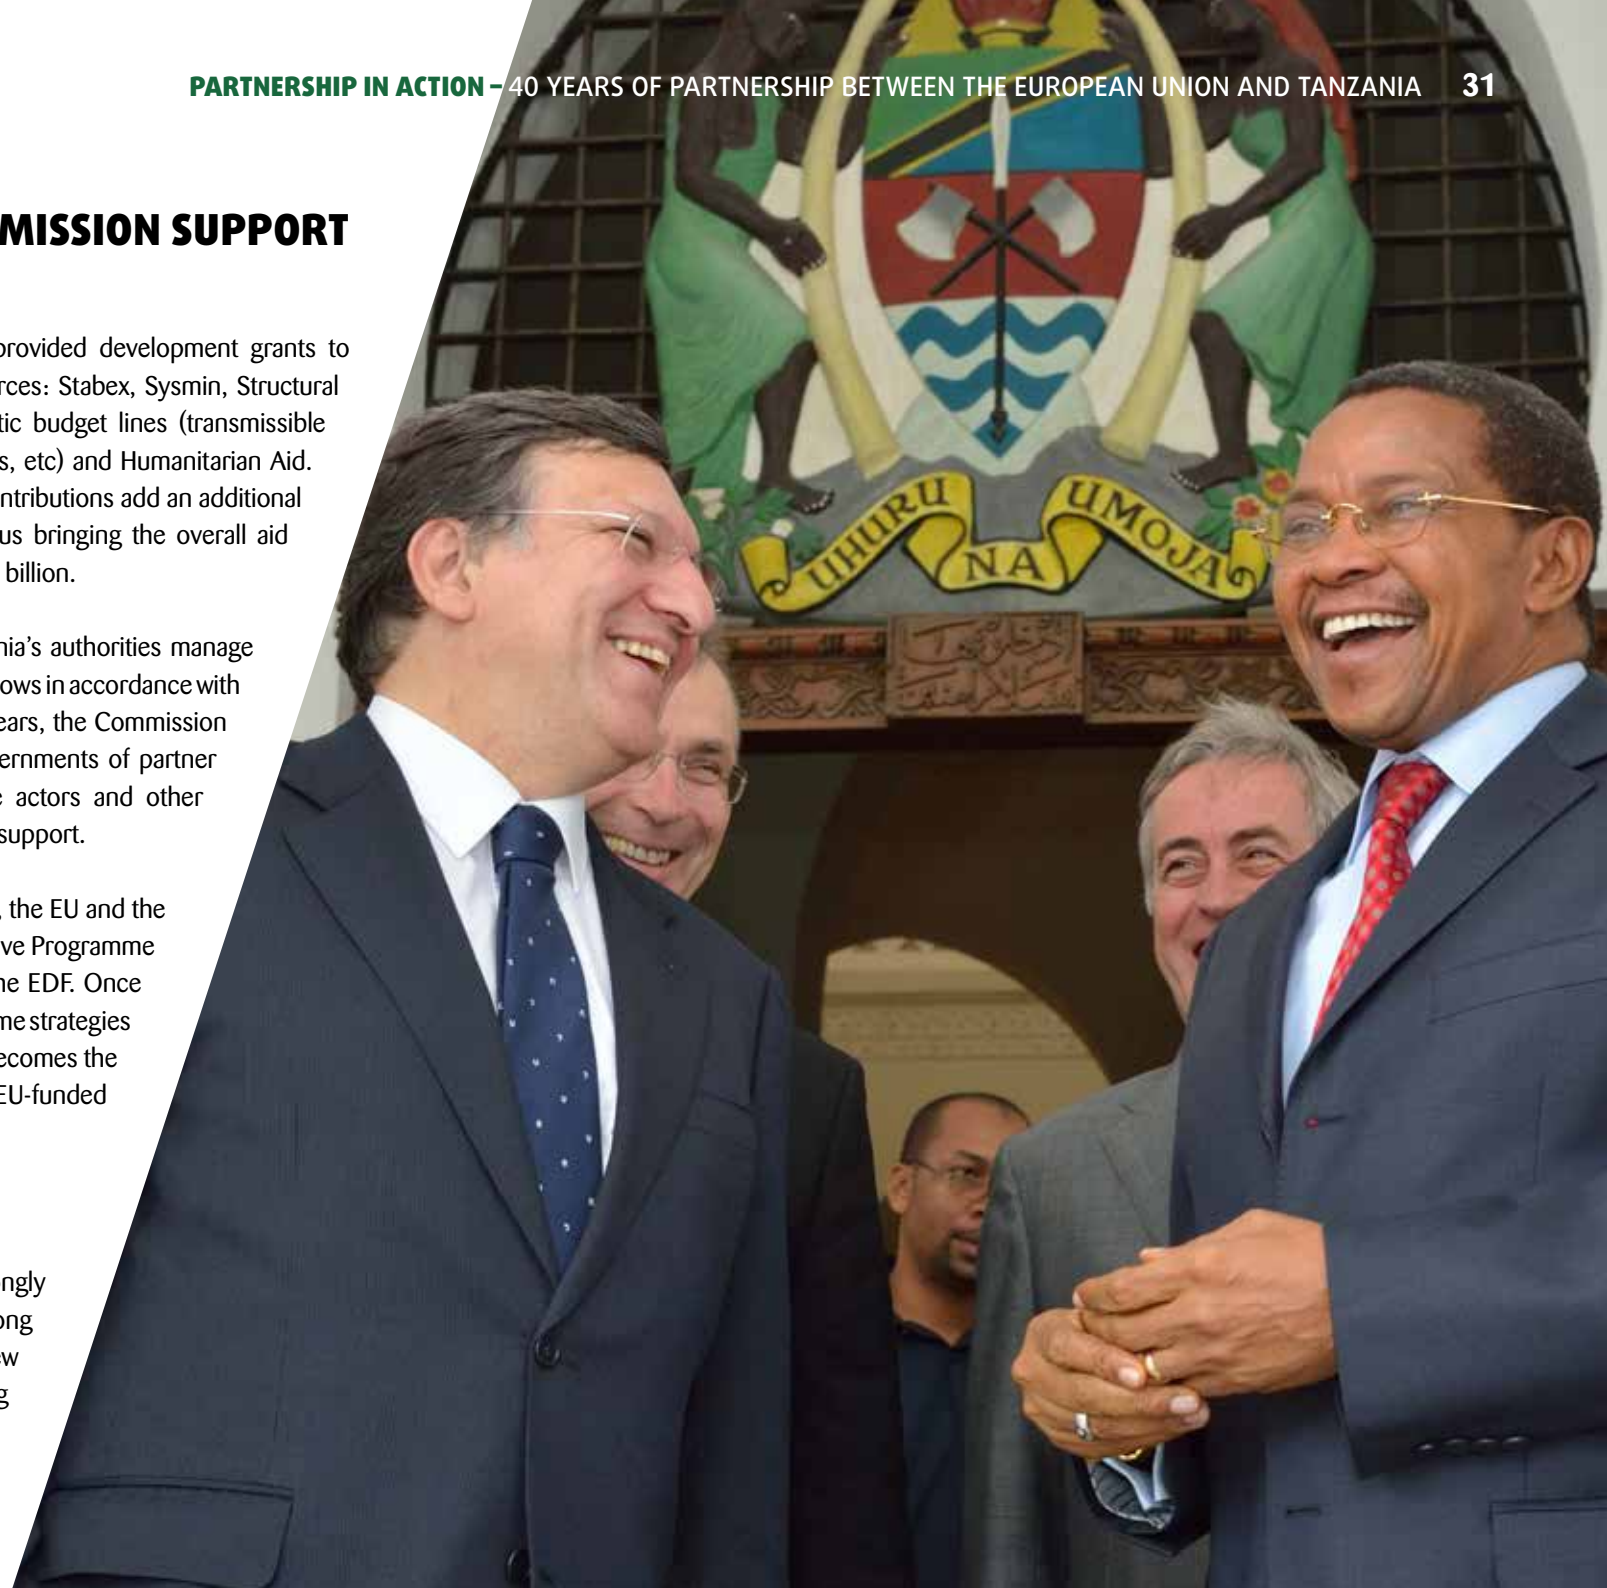 PARTNERSHIP IN ACTION – 40 YEARS OF PARTNERSHIP BETWEEN THE EUROPEAN UNION AND TANZANIA 31
MISSION SUPPORT
provided development grants to
rces: Stabex, Sysmin, Structural
tic budget lines (transmissible
s, etc) and Humanitarian Aid.
ntributions add an additional
us bringing the overall aid
billion.
nia's authorities manage
ows in accordance with
ears, the Commission
ernments of partner
e actors and other
support.
, the EU and the
ve Programme
he EDF. Once
me strategies
ecomes the
EU-funded
ngly
ong
ew
g
UHURU NA UMOJA